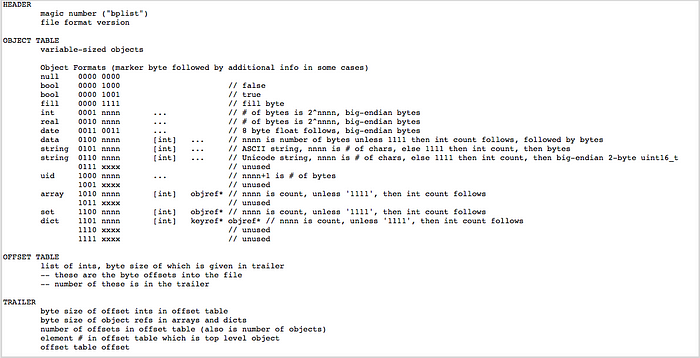 HEADER
magic number ("bplist")
file format version
OBJECT TABLE
variable-sized objects
Object Formats (marker byte followed by additional info in some cases)
null 0000 0000
bool 0000 1000 // false
bool 0000 1001 // true
fill 0000 1111 // fill byte
int 0001 nnnn ... // # of bytes is 2^nnnn, big-endian bytes
real 0010 nnnn ... // # of bytes is 2^nnnn, big-endian bytes
date 0011 0011 ... // 8 byte float follows, big-endian bytes
data 0100 nnnn [int] ... // nnnn is number of bytes unless 1111 then int count follows, followed by bytes
string 0101 nnnn [int] ... // ASCII string, nnnn is # of chars, else 1111 then int count, then bytes
string 0110 nnnn [int] ... // Unicode string, nnnn is # of chars, else 1111 then int count, then big-endian 2-byte uint16_t
0111 xxxx // unused
uid 1000 nnnn ... // nnnn+1 is # of bytes
1001 xxxx // unused
array 1010 nnnn [int] objref* // nnnn is count, unless '1111', then int count follows
1011 xxxx // unused
set 1100 nnnn [int] objref* // nnnn is count, unless '1111', then int count follows
dict 1101 nnnn [int] keyref* objref* // nnnn is count, unless '1111', then int count follows
1110 xxxx // unused
1111 xxxx // unused
OFFSET TABLE
list of ints, byte size of which is given in trailer
-- these are the byte offsets into the file
-- number of these is in the trailer
TRAILER
byte size of offset ints in offset table
byte size of object refs in arrays and dicts
number of offsets in offset table (also is number of objects)
element # in offset table which is top level object
offset table offset